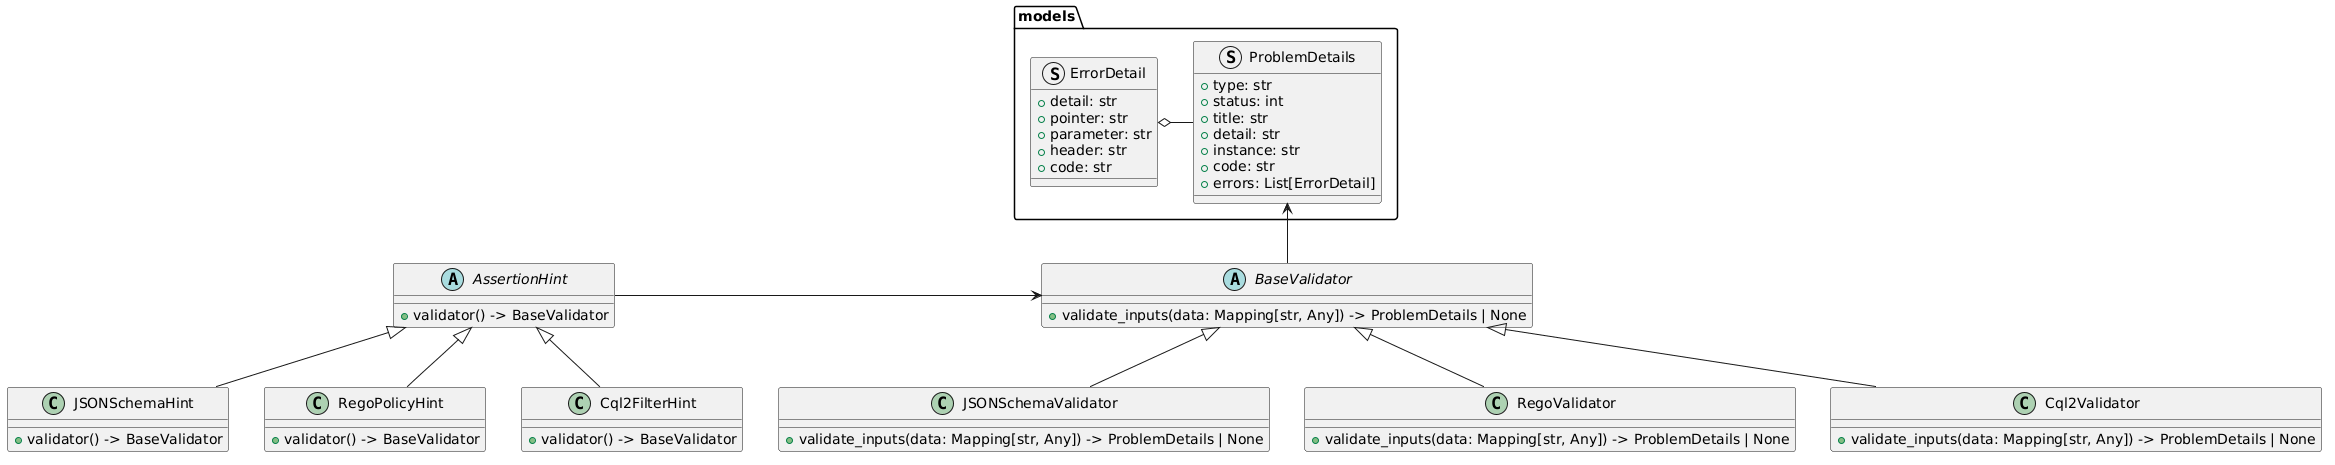 models
S ErrorDetail
detail: str
pointer: str
parameter: str
header: str
code: str
S ProblemDetails
type: str
status: int
title: str
detail: str
instance: str
code: str
errors: List[ErrorDetail]
A AssertionHint
validator() -> BaseValidator
A BaseValidator
validate_inputs(data: Mapping[str, Any]) -> ProblemDetails | None
C JSONSchemaHint
validator() -> BaseValidator
C RegoPolicyHint
validator() -> BaseValidator
C Cql2FilterHint
validator() -> BaseValidator
C JSONSchemaValidator
validate_inputs(data: Mapping[str, Any]) -> ProblemDetails | None
C RegoValidator
validate_inputs(data: Mapping[str, Any]) -> ProblemDetails | None
C Cql2Validator
validate_inputs(data: Mapping[str, Any]) -> ProblemDetails | None